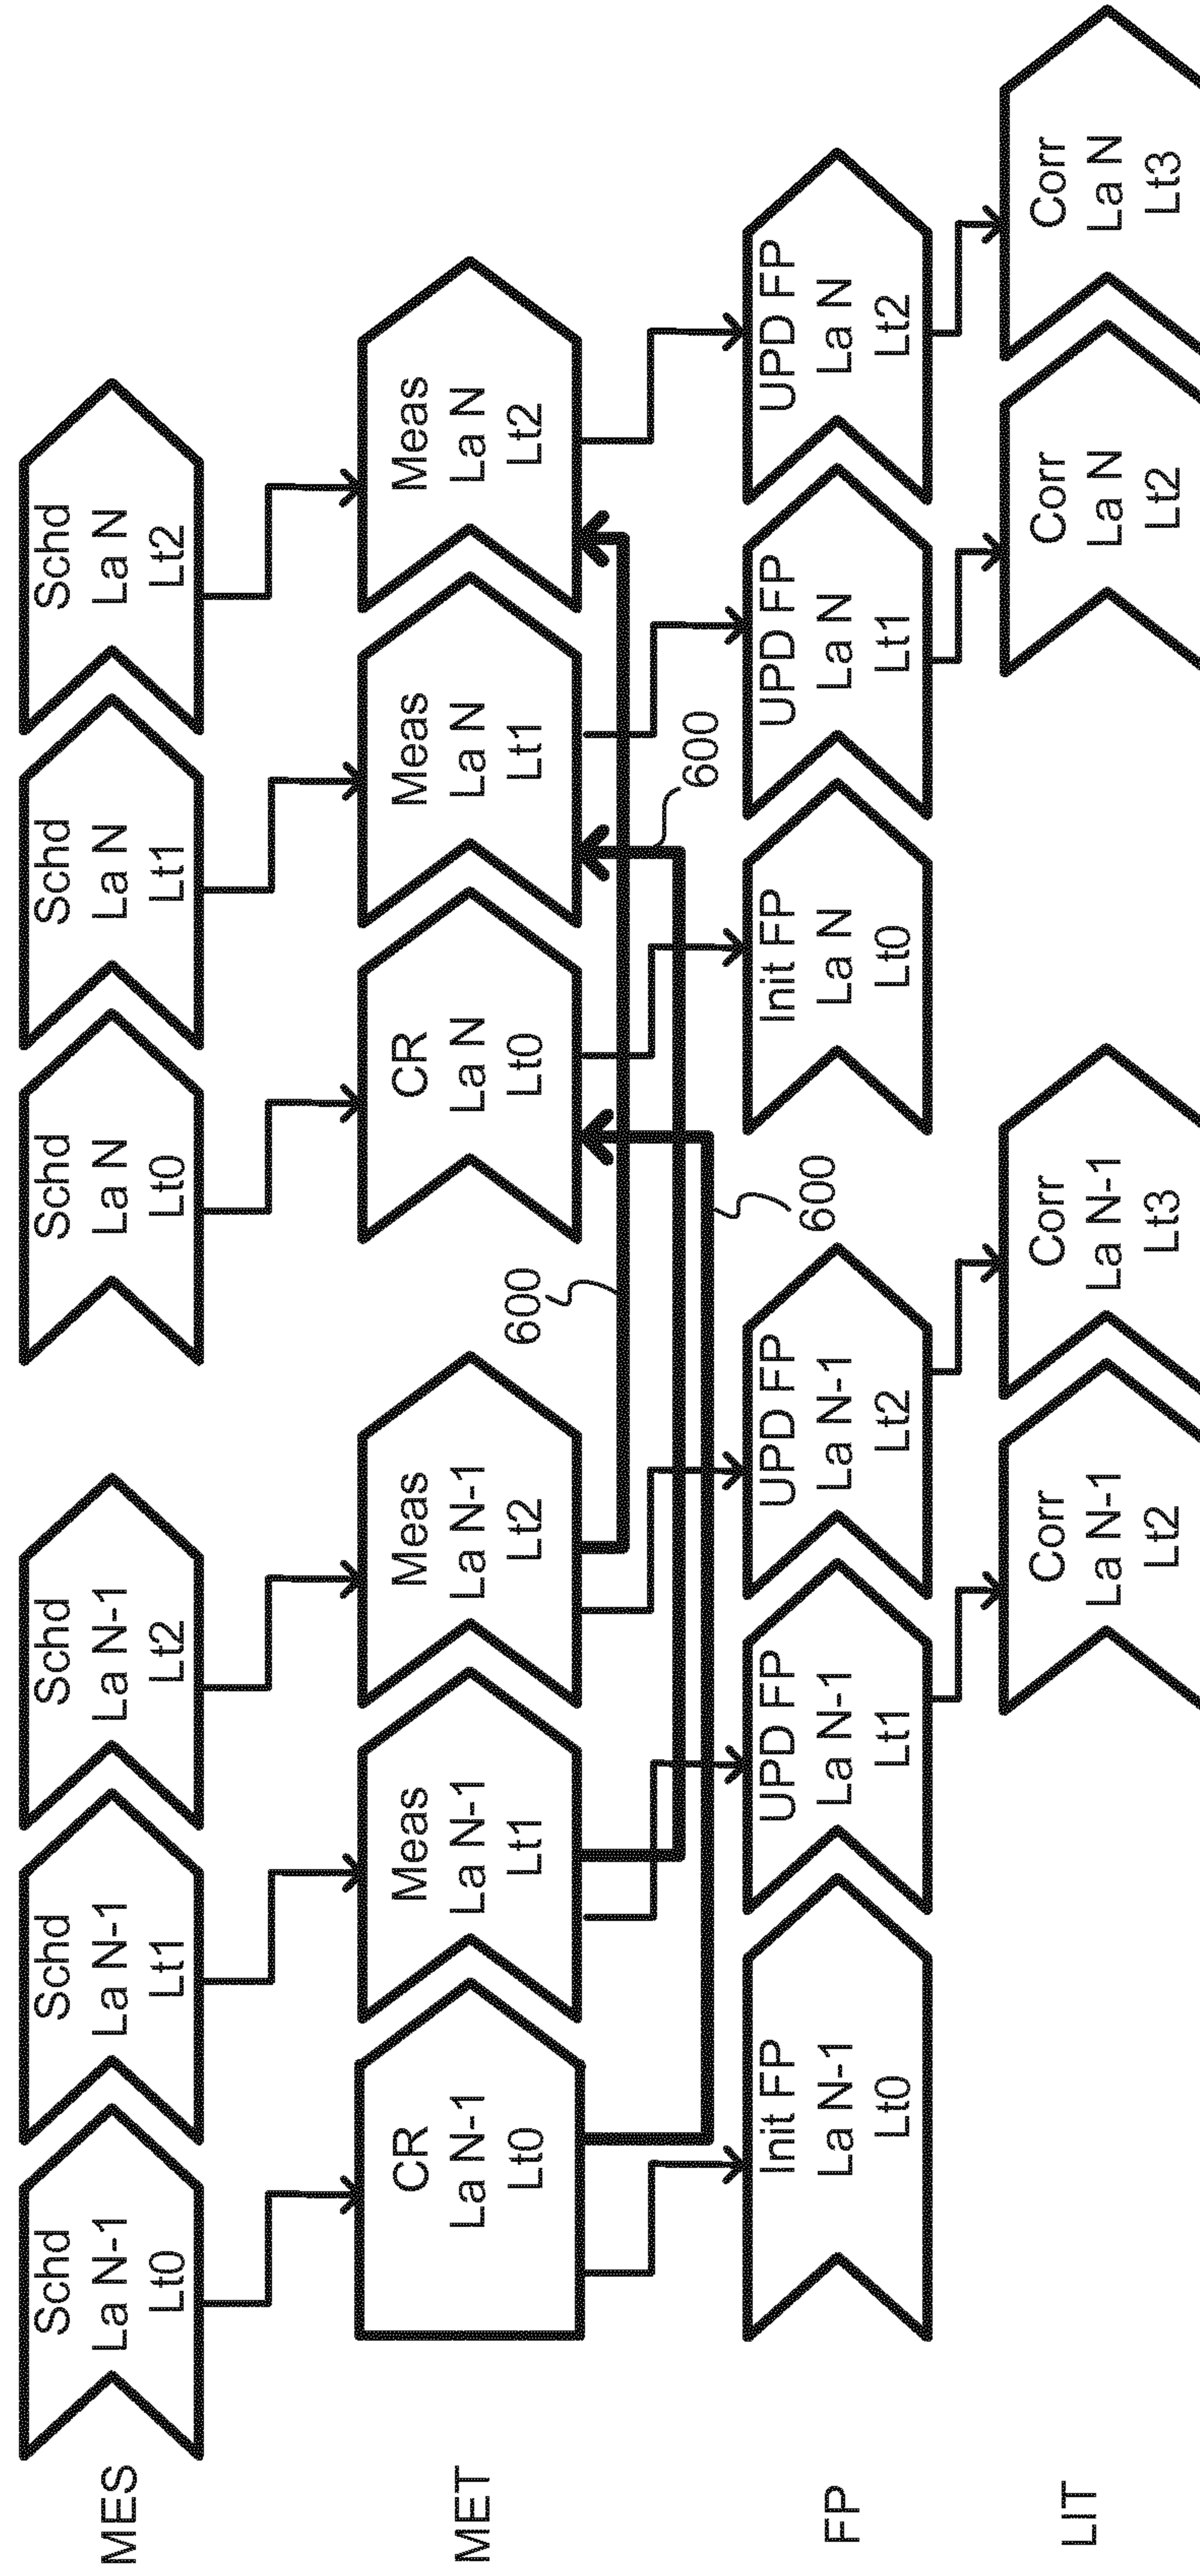 MES
Schd
La N-1
Lt0
Schd
La N-1
Lt1
Schd
La N-1
Lt2
Schd
La N
Lt0
Schd
La N
Lt1
Schd
La N
Lt2
MET
CR
La N-1
Lt0
Meas
La N-1
Lt1
Meas
La N-1
Lt2
CR
La N
Lt0
Meas
La N
Lt1
Meas
La N
Lt2
600
600
600
FP
Init FP
La N-1
Lt0
UPD FP
La N-1
Lt1
UPD FP
La N-1
Lt2
Init FP
La N
Lt0
UPD FP
La N
Lt1
UPD FP
La N
Lt2
LIT
Corr
La N-1
Lt2
Corr
La N-1
Lt3
Corr
La N
Lt2
Corr
La N
Lt3